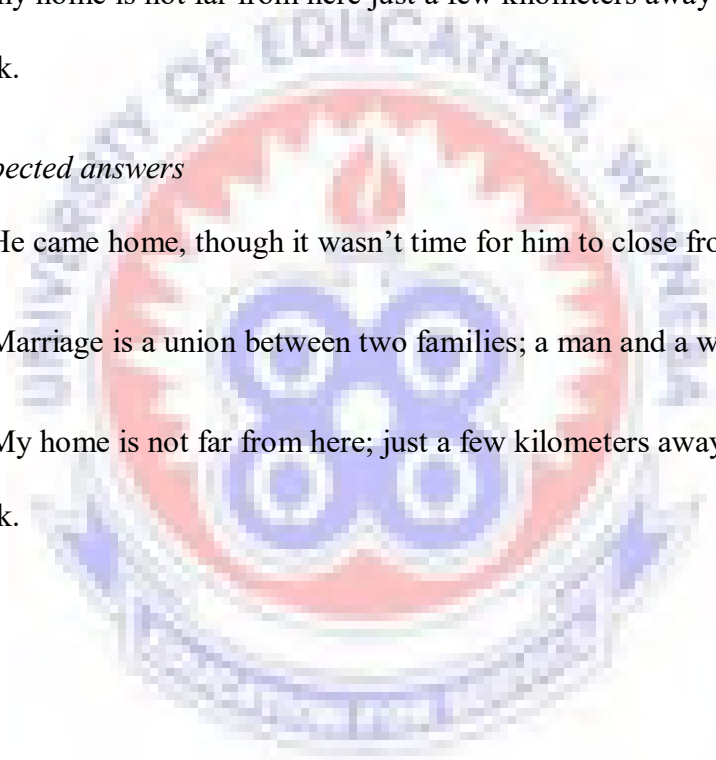 my home is not far from here just a few kilometers away
k.
pected answers
He came home, though it wasn’t time for him to close fro
Marriage is a union between two families; a man and a w
My home is not far from here; just a few kilometers away
k.
UNIVERSITY OF EDUCATION, WINNEBA